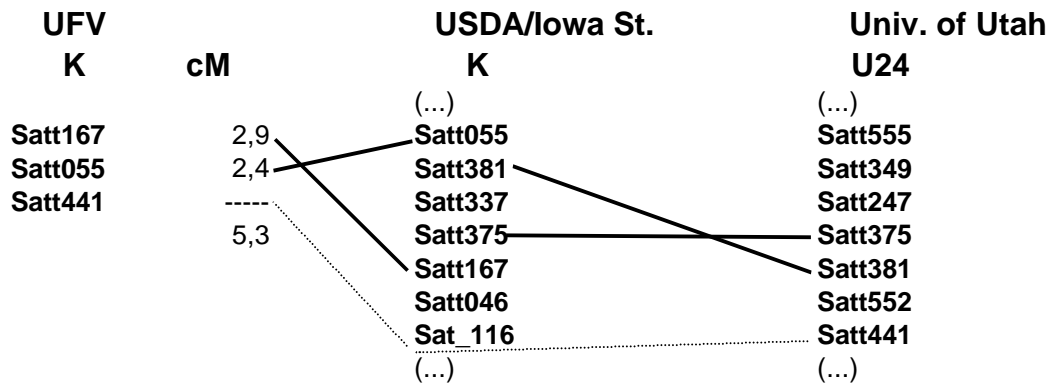 UFV USDA/Iowa St. Univ. of Utah
K cM K U24
(...) (...)
Satt167 2,9 Satt055 Satt555
Satt055 2,4 Satt381 Satt349
Satt441 ----- Satt337 Satt247
5,3 Satt375 Satt375
Satt167 Satt381
Satt046 Satt552
Sat_116 Satt441
(...) (...)